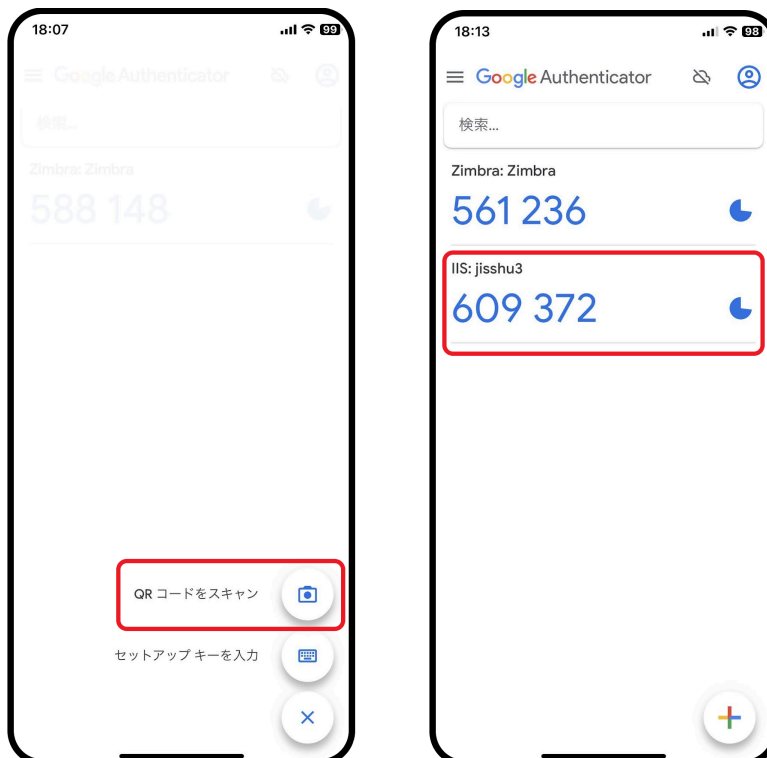 18:07
99
Google Authenticator
検索...
Zimbra: Zimbra
588 148
QR コードをスキャン
セットアップ キーを入力
18:13
98
Google Authenticator
検索...
Zimbra: Zimbra
561 236
IIS: jisshu3
609 372